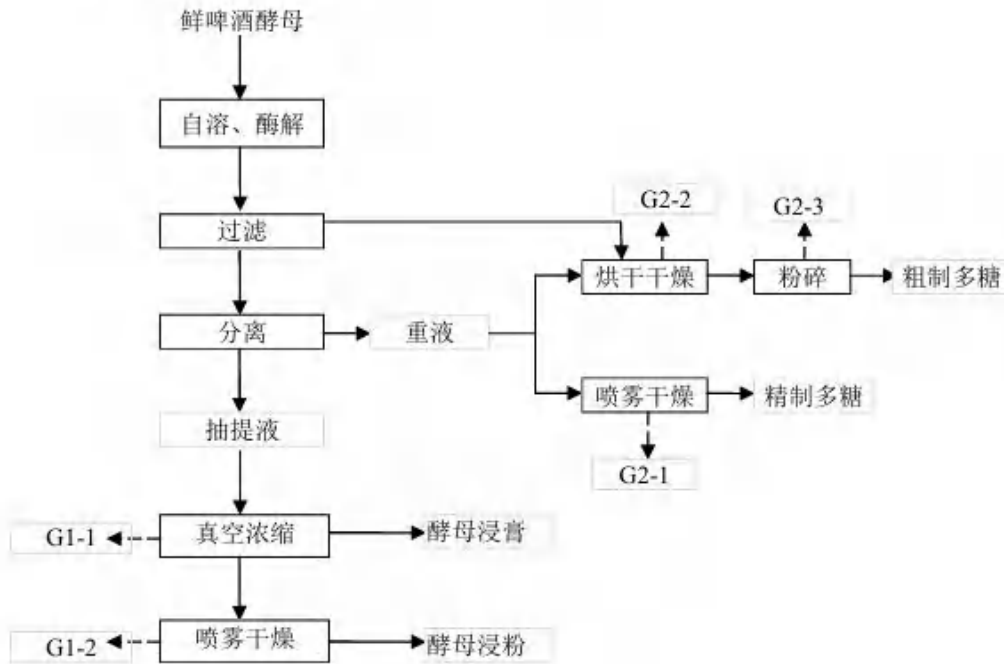 鲜啤酒酵母
自溶、酶解
G2-2
G2-3
过滤
烘干干燥
粉碎
粗制多糖
分离
重液
喷雾干燥
精制多糖
抽提液
G2-1
G1-1
真空浓缩
酵母浸膏
G1-2
喷雾干燥
酵母浸粉